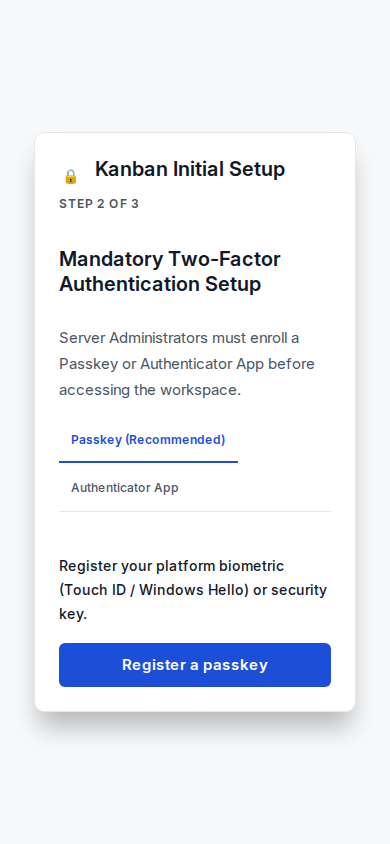 🔒 Kanban Initial Setup
STEP 2 OF 3
Mandatory Two-Factor
Authentication Setup
Server Administrators must enroll a
Passkey or Authenticator App before
accessing the workspace.
Passkey (Recommended)
Authenticator App
Register your platform biometric
(Touch ID / Windows Hello) or security
key.
Register a passkey